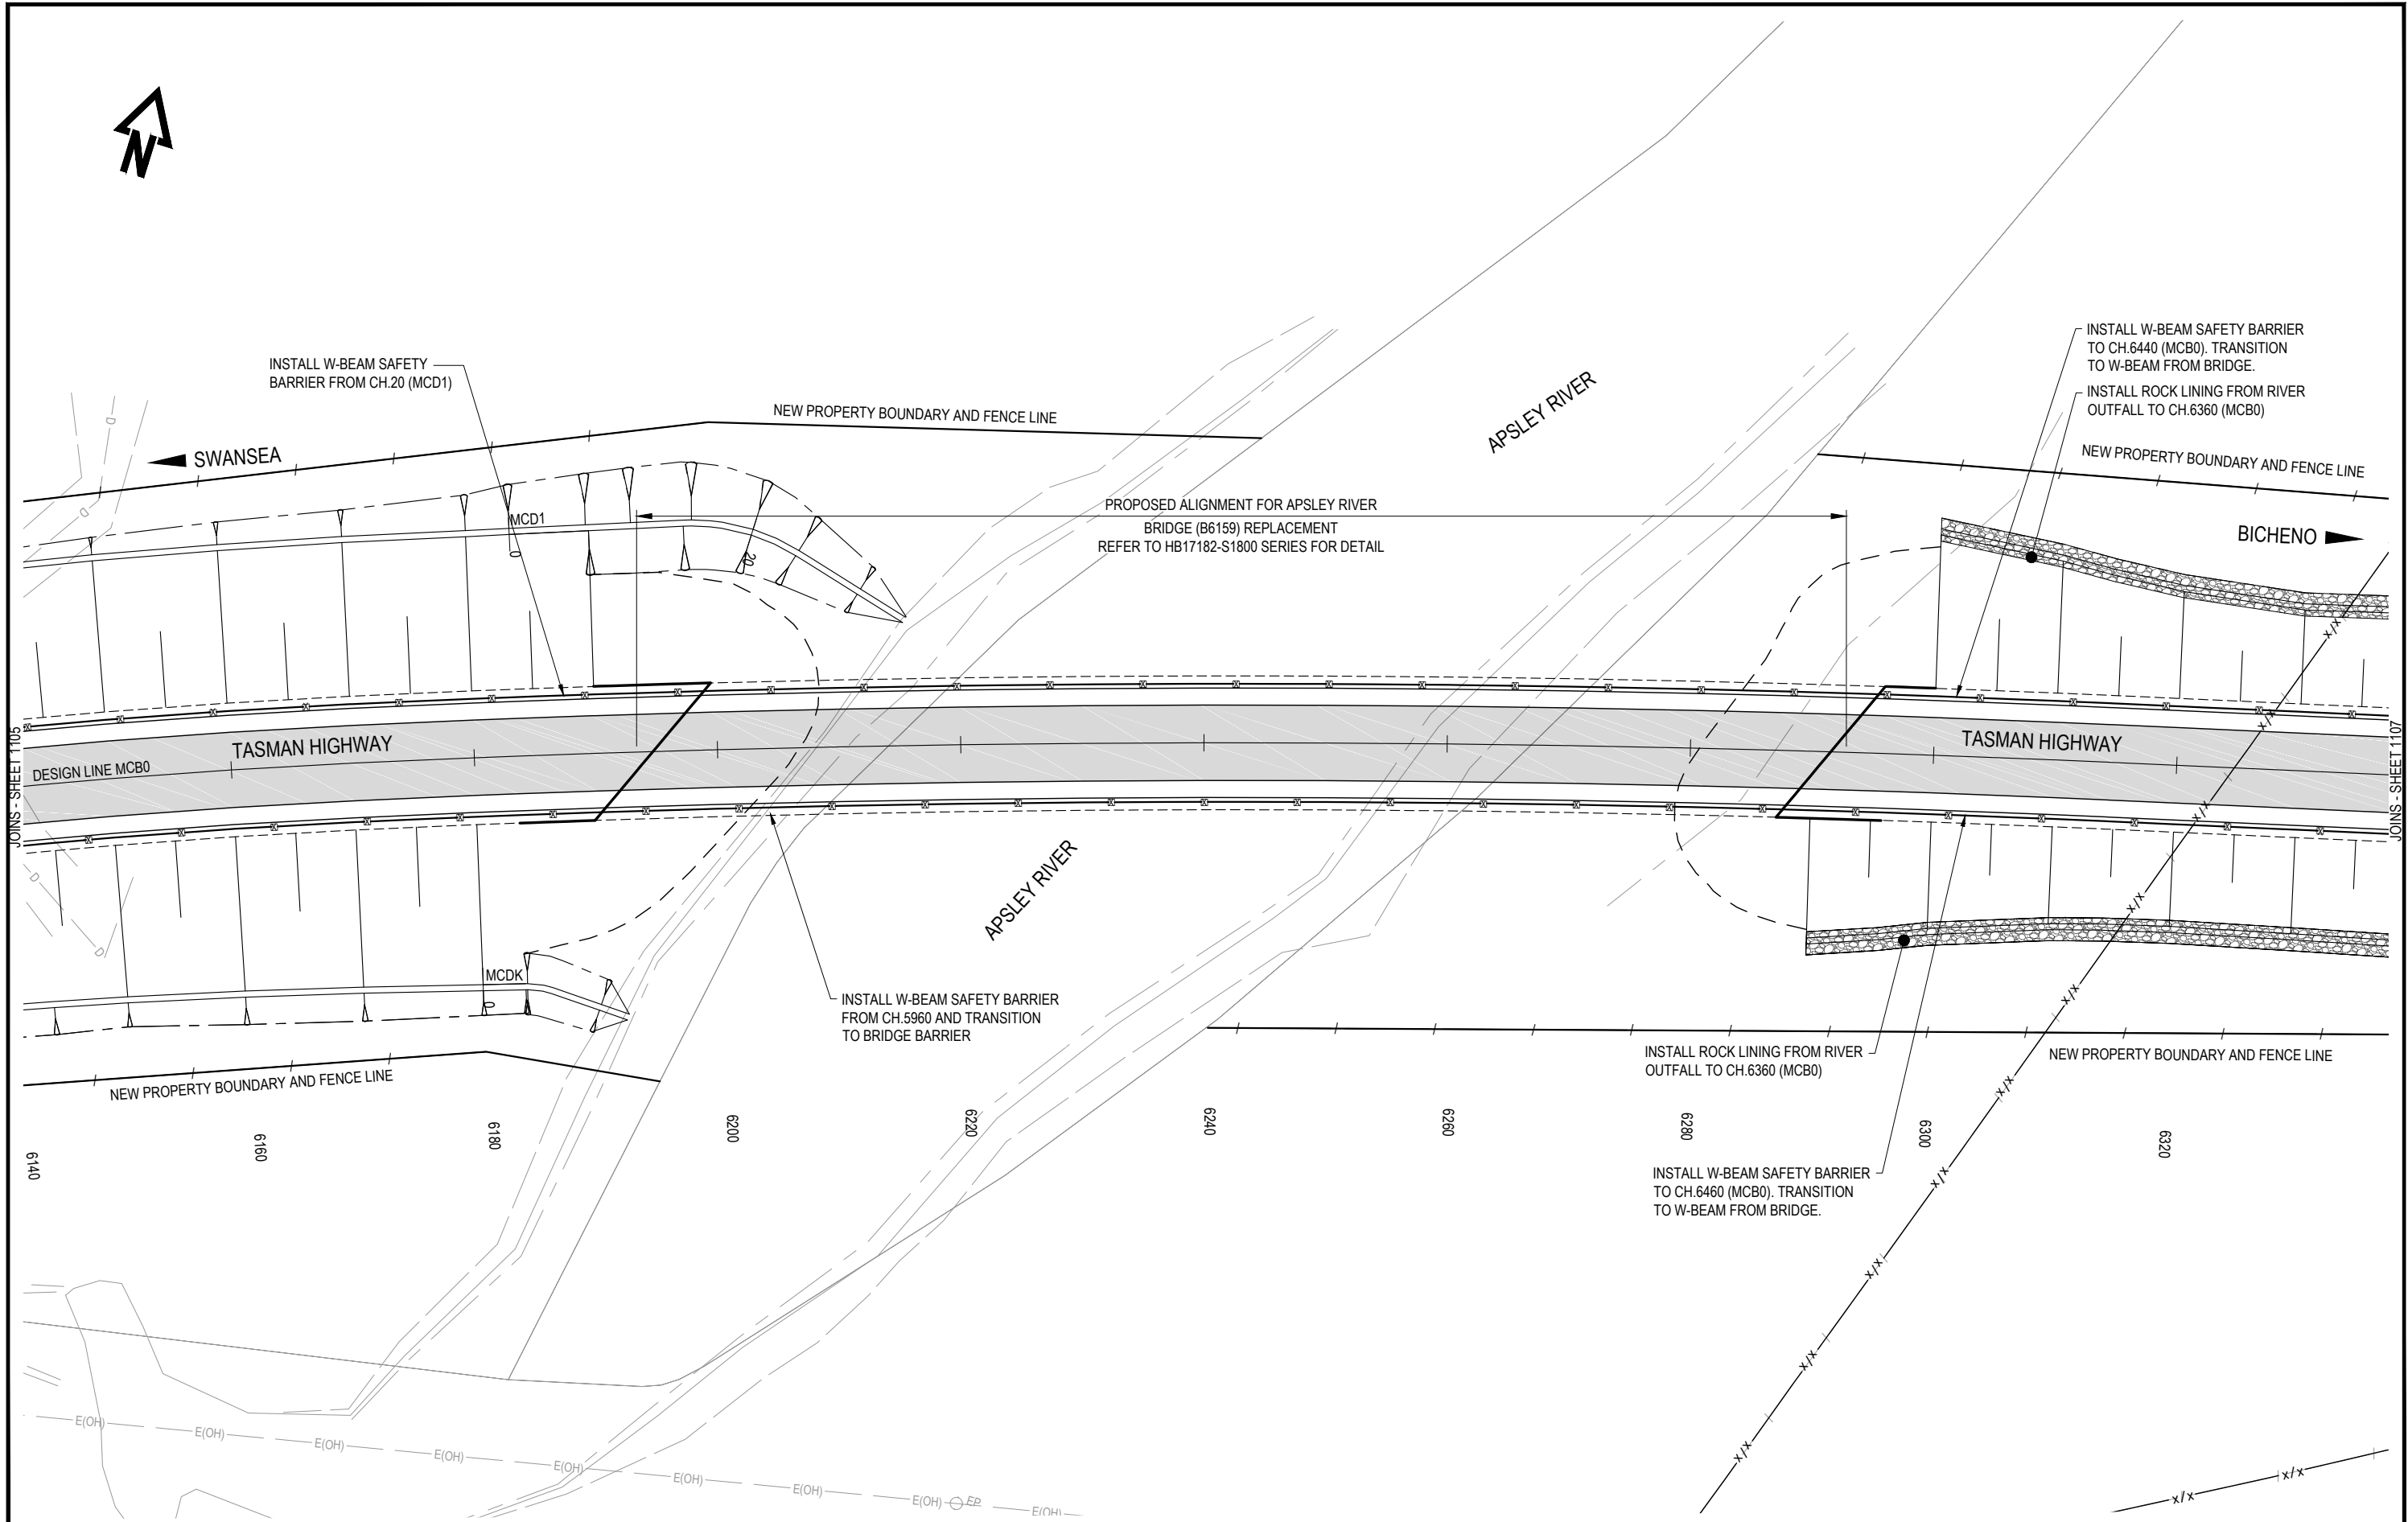 N
INSTALL W-BEAM SAFETY
BARRIER FROM CH.20 (MCD1)
NEW PROPERTY BOUNDARY AND FENCE LINE
SWANSEA
APSLEY RIVER
INSTALL W-BEAM SAFETY BARRIER
TO CH.6440 (MCB0). TRANSITION
TO W-BEAM FROM BRIDGE.
INSTALL ROCK LINING FROM RIVER
OUTFALL TO CH.6360 (MCB0)
NEW PROPERTY BOUNDARY AND FENCE LINE
BICHENO
PROPOSED ALIGNMENT FOR APSLEY RIVER
BRIDGE (B6159) REPLACEMENT
REFER TO HB17182-S1800 SERIES FOR DETAIL
D
D
MCD1
0
20
x/x
x/x
x/x
x/x
x/x
x/x
x/x
x/x
x/x
x/x
x/x
JOINS - SHEET 1105
TASMAN HIGHWAY
DESIGN LINE MCB0
TASMAN HIGHWAY
JOINS - SHEET 1107
D
D
APSLEY RIVER
MCDK
0
INSTALL W-BEAM SAFETY BARRIER
FROM CH.5960 AND TRANSITION
TO BRIDGE BARRIER
NEW PROPERTY BOUNDARY AND FENCE LINE
INSTALL ROCK LINING FROM RIVER
OUTFALL TO CH.6360 (MCB0)
NEW PROPERTY BOUNDARY AND FENCE LINE
6140
6160
6180
6200
6220
6240
6260
6280
6300
6320
INSTALL W-BEAM SAFETY BARRIER
TO CH.6460 (MCB0). TRANSITION
TO W-BEAM FROM BRIDGE.
E(OH)
E(OH)
E(OH)
E(OH)
E(OH)
E(OH)
E(OH)
E(OH)
EP
E(OH)
x/x
x/x